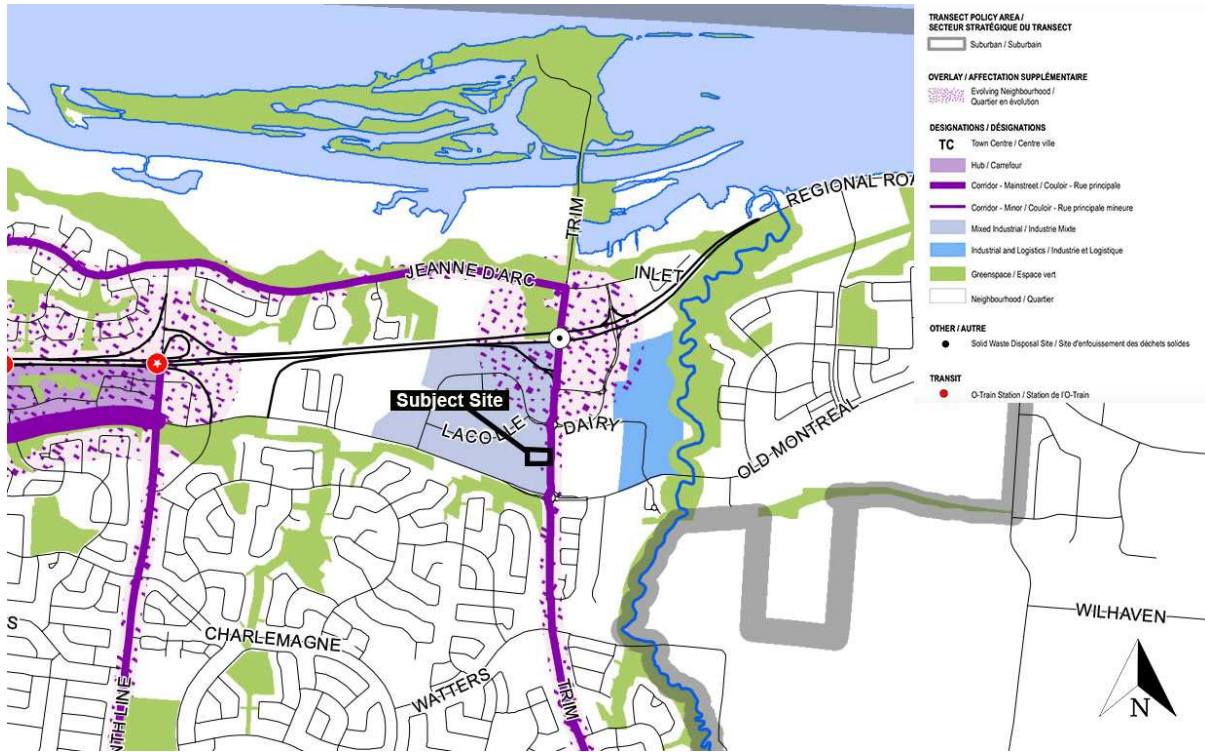 TRANSECT POLICY AREA /
SECTEUR STRATÉGIQUE DU TRANSECT
Suburban / Suburbain
OVERLAY / AFFECTATION SUPPLÉMENTAIRE
Evolving Neighbourhood /
Quartier en évolution
DESIGNATIONS / DÉSIGNATIONS
TC Town Centre / Centre ville
Hub / Carrefour
Corridor - Mainstreet / Couloir - Rue principale
Corridor - Minor / Couloir - Rue principale mineure
Mixed Industrial / Industrie Mixte
Industrial and Logistics / Industrie et Logistique
Greenspace / Espace vert
Neighbourhood / Quartier
OTHER / AUTRE
Solid Waste Disposal Site / Site d'enfouissement des déchets solides
TRANSIT
O-Train Station / Station de l'O-Train
REGIONAL ROA
TRIM
JEANNE D'ARC
INLET
Subject Site
LACOLLE
DAIRY
OLD MONTREAL
WILHAVEN
S
CHARLEMAGNE
WATTERS
TRIM
NTH LINE
N